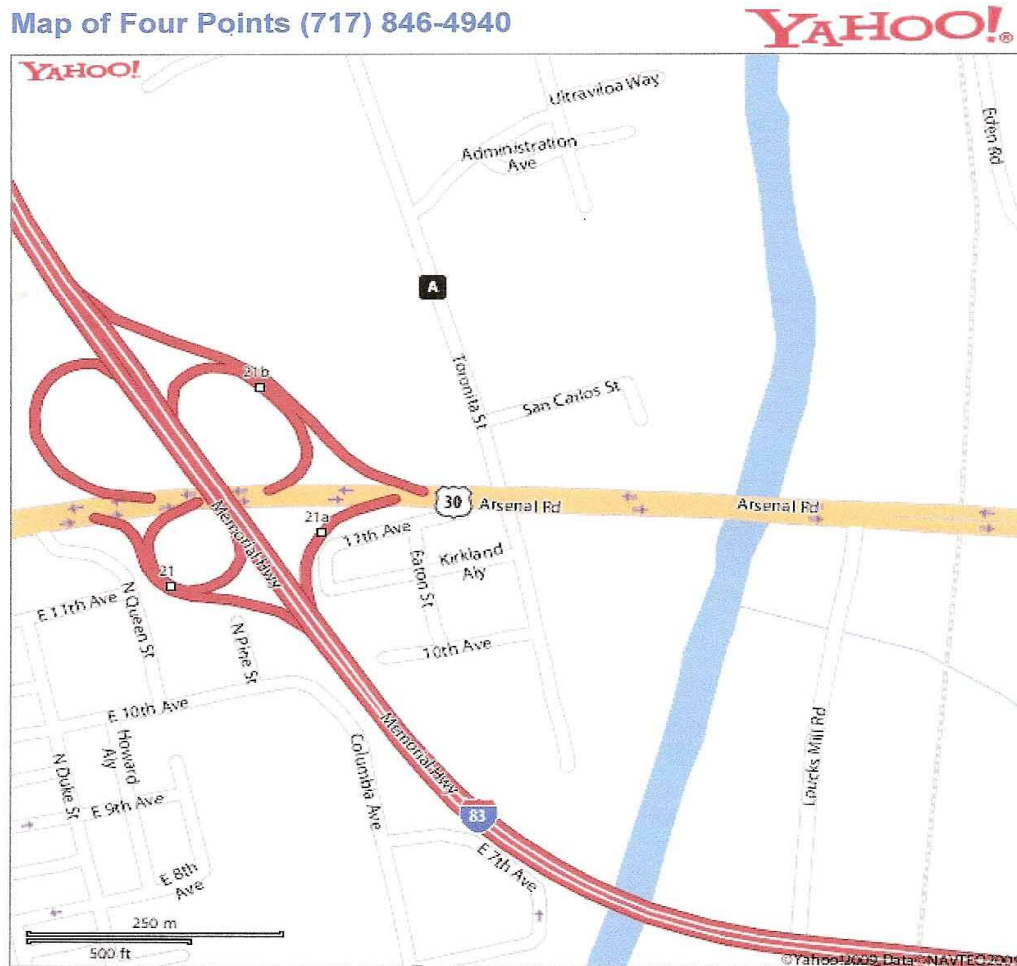 Map of Four Points (717) 846-4940
YAHOO!®
YAHOO!
Ultraviloa Way
Administration
Ave
Eden Rd
A
Toronita St
21b
San Carlos St
30
Arsenal Rd
Arsenal Rd
21a
12th Ave
Kirkland
Aly
Eaton St
Memorial Hwy
21
E 11th Ave
N Queen St
N Pine St
10th Ave
E 10th Ave
Howard
Aly
N Duke St
Columbia Ave
Memorial Hwy
Loucks Mill Rd
E 9th Ave
83
E 7th Ave
E 8th
Ave
250 m
500 ft
©Yahoo!2009, Data ©NAVTEQ2009